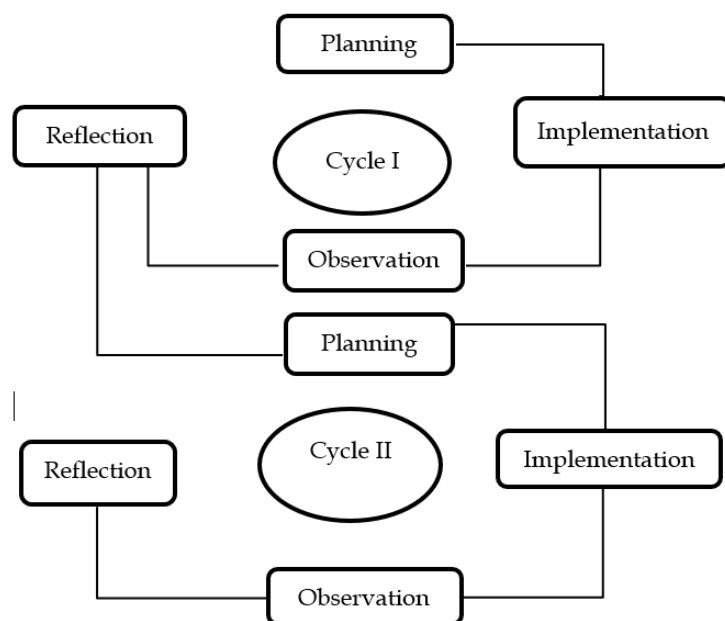 Planning
Reflection
Cycle I
Implementation
Observation
Planning
Reflection
Cycle II
Implementation
Observation